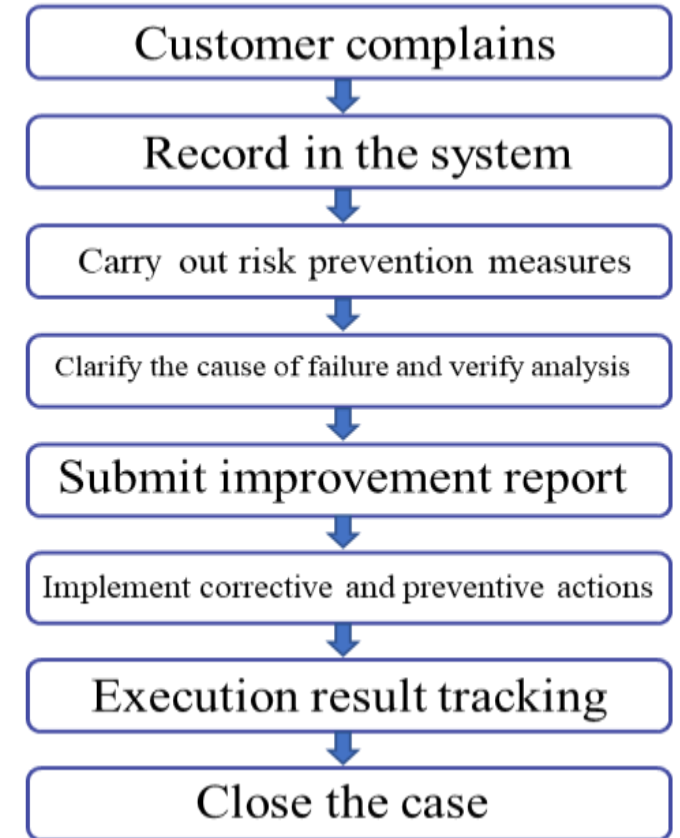 Customer complains
Record in the system
Carry out risk prevention measures
Clarify the cause of failure and verify analysis
Submit improvement report
Implement corrective and preventive actions
Execution result tracking
Close the case